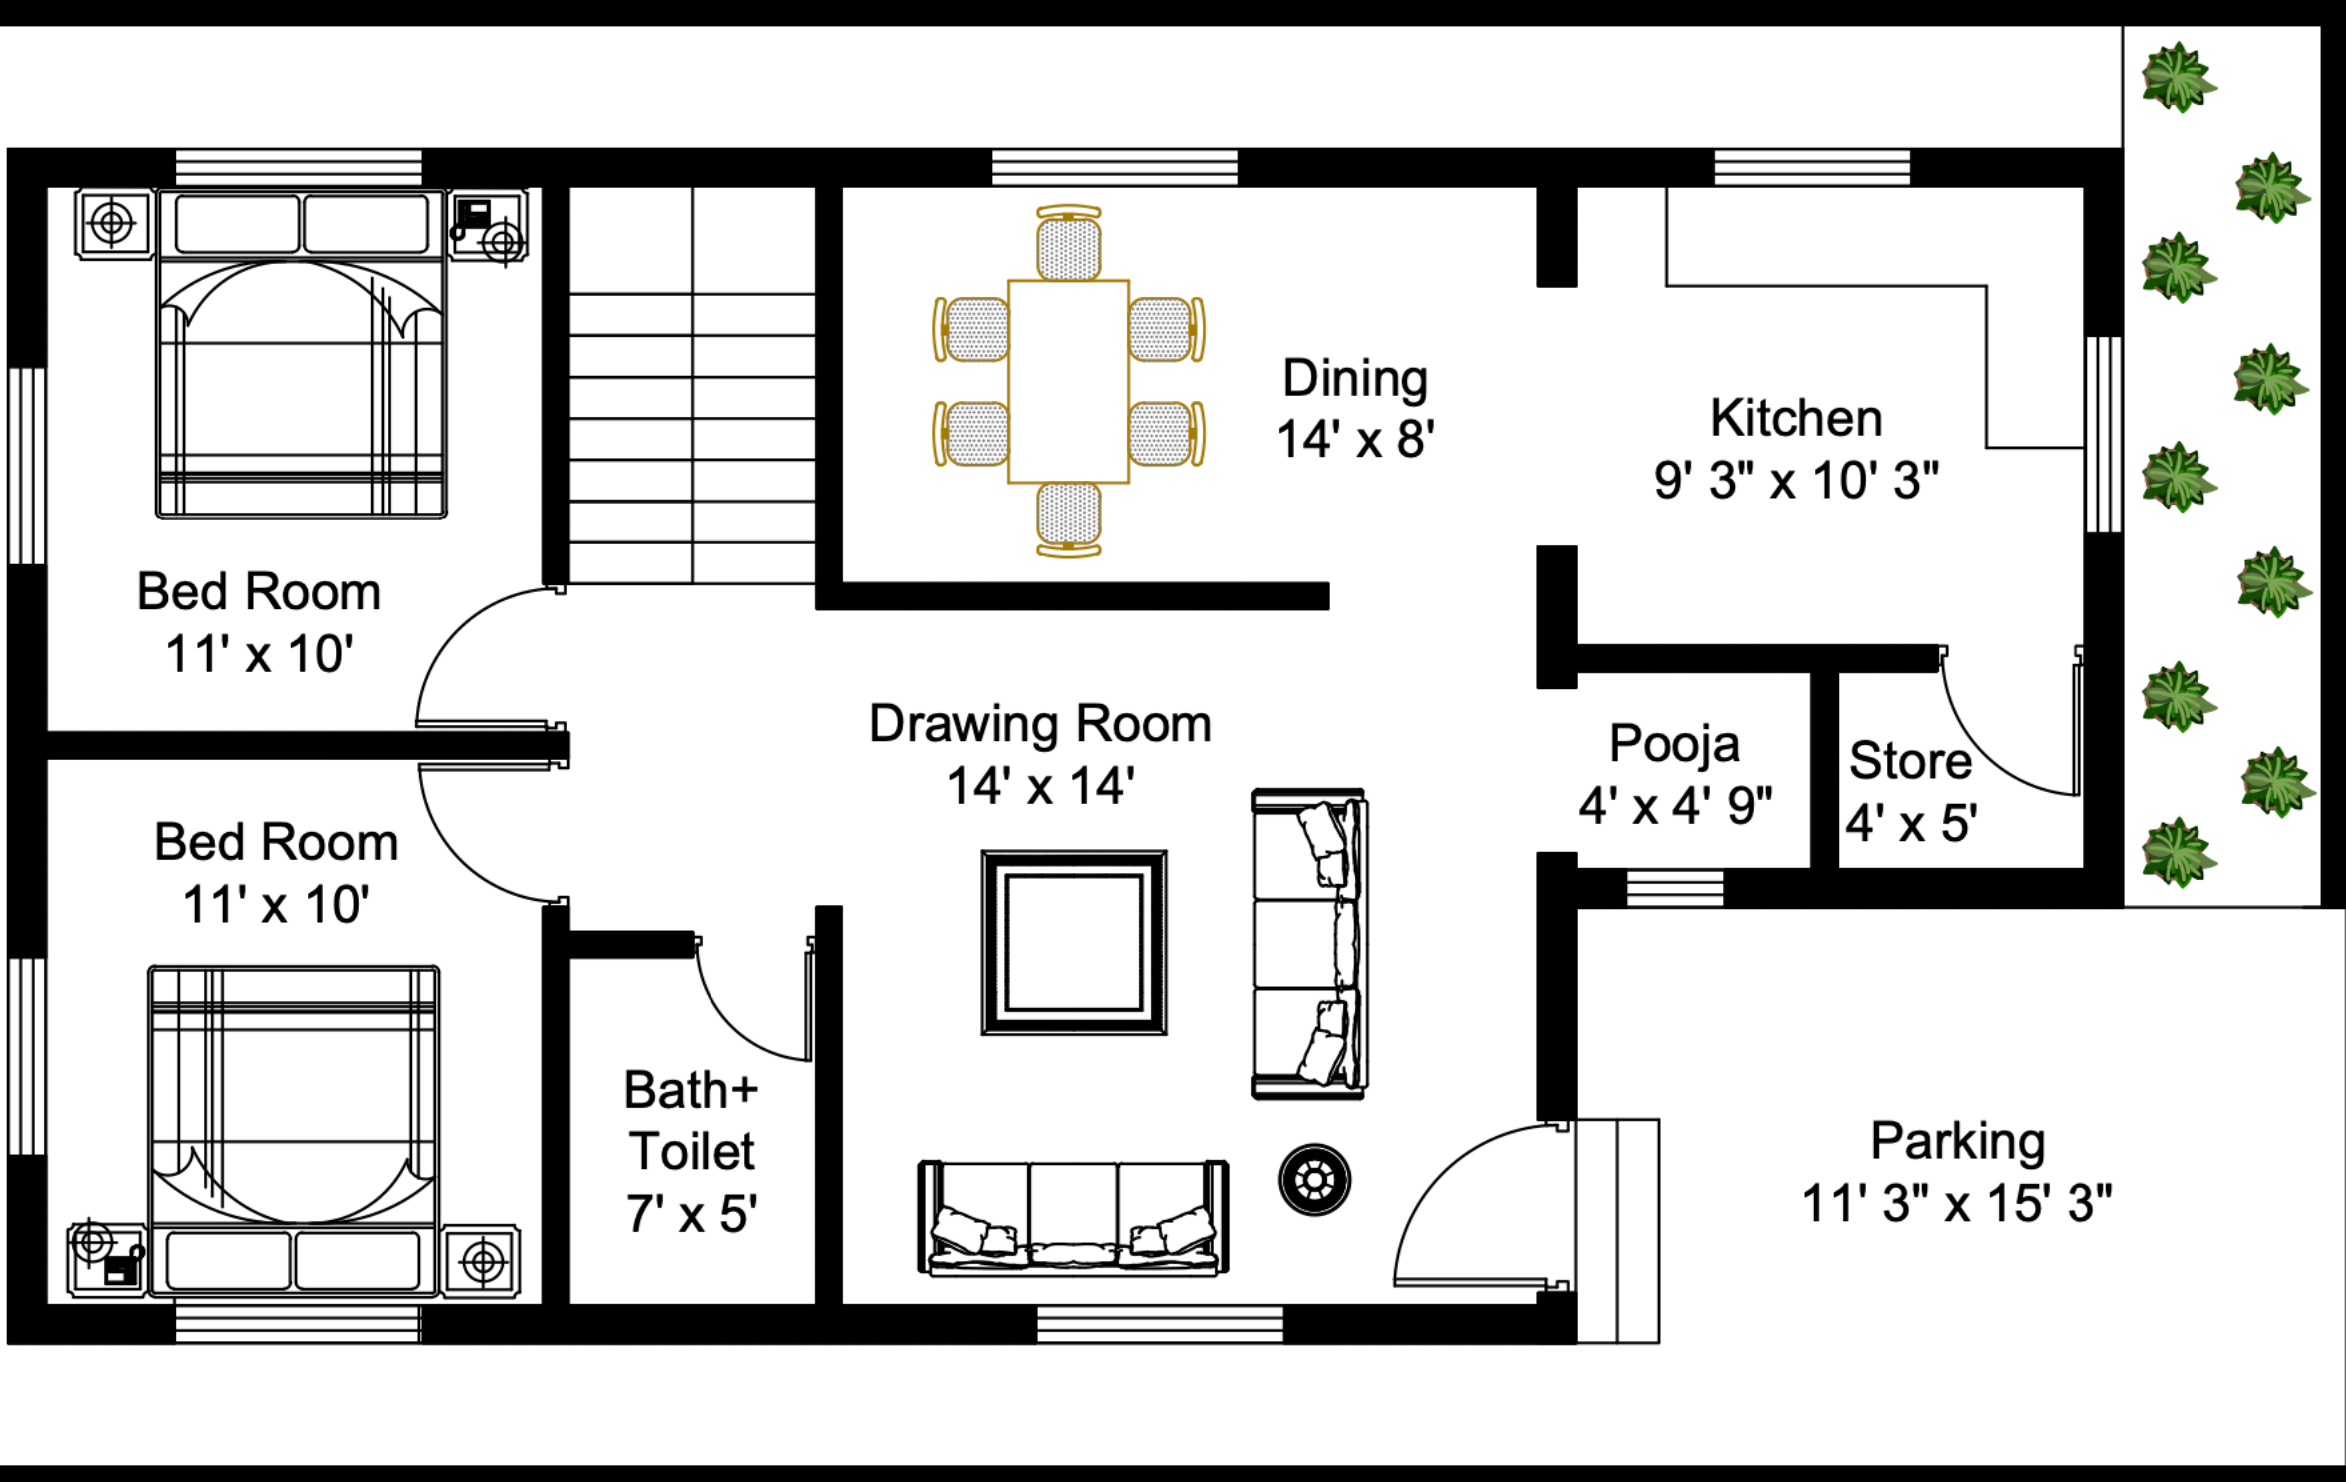 Dining
14' x 8'
Kitchen
9' 3" x 10' 3"
Bed Room
11' x 10'
Drawing Room
14' x 14'
Pooja
4' x 4' 9"
Store
4' x 5'
Bed Room
11' x 10'
Bath+
Toilet
7' x 5'
Parking
11' 3" x 15' 3"